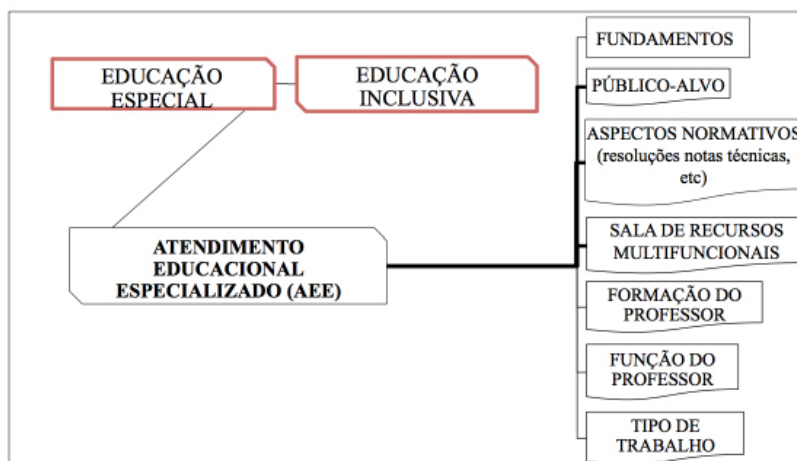 EDUCAÇÃO
ESPECIAL
EDUCAÇÃO
INCLUSIVA
ATENDIMENTO
EDUCACIONAL
ESPECIALIZADO (AEE)
FUNDAMENTOS
PÚBLICO-ALVO
ASPECTOS NORMATIVOS
(resoluções notas técnicas,
etc)
SALA DE RECURSOS
MULTIFUNCIONAIS
FORMAÇÃO DO
PROFESSOR
FUNÇÃO DO
PROFESSOR
TIPO DE
TRABALHO